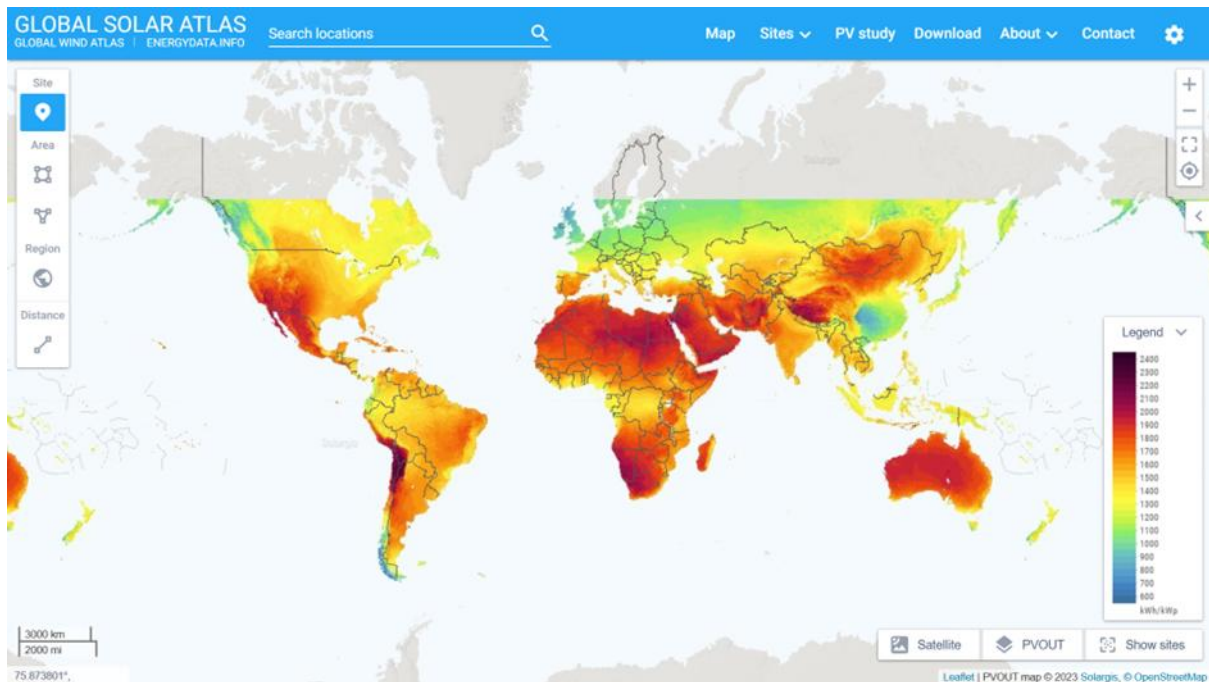 GLOBAL SOLAR ATLAS
GLOBAL WIND ATLAS | ENERGYDATA.INFO
Search locations
Map Sites PV study Download About Contact
Site
Area
Region
Distance
Solargis
Solargis
Legend
2400
2300
2200
2100
2000
1900
1800
1700
1600
1500
1400
1300
1200
1100
1000
900
800
700
600
kWh/kWp
3000 km
2000 mi
Satellite PVOUT Show sites
75.873801°,
Leaflet | PVOUT map © 2023 Solargis, © OpenStreetMap